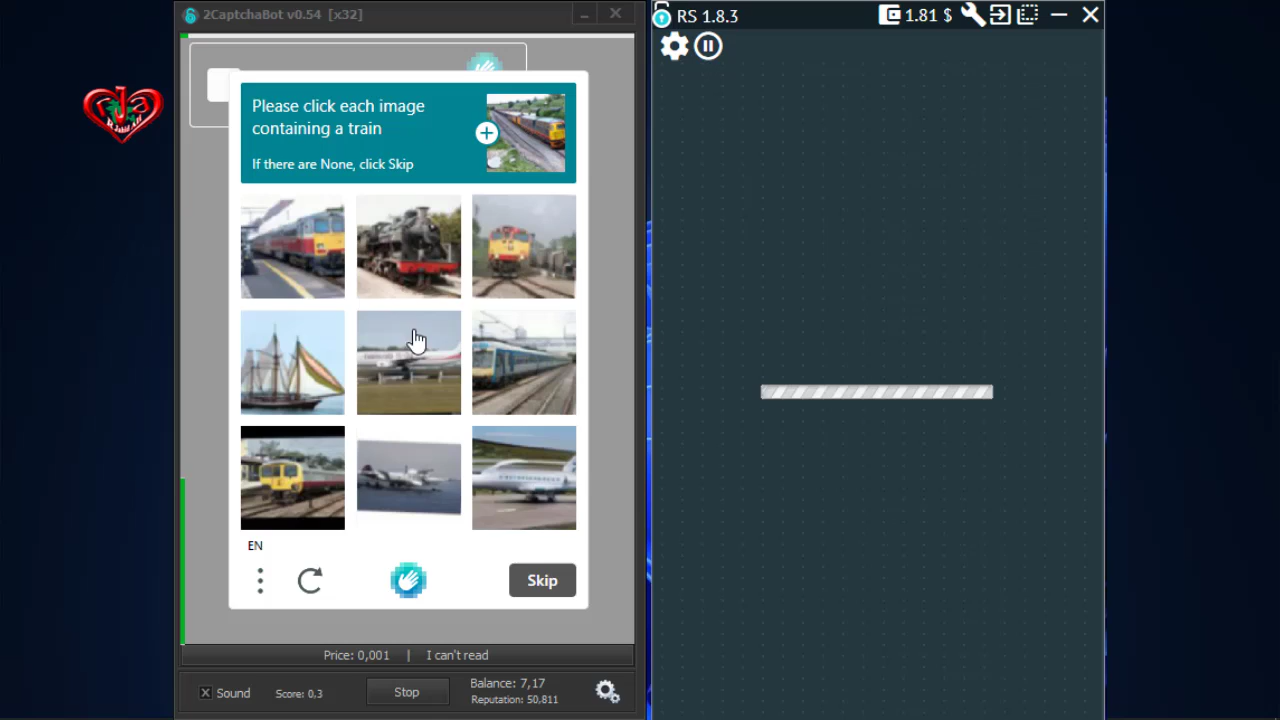 2CaptchaBot v0.54 [x32]
Please click each image
containing a train
If there are None, click Skip
EN
Skip
Price: 0,001 | I can't read
Sound
Score: 0,3
Stop
Balance: 7,17
Reputation: 50,811
RS 1.8.3
1.81 $